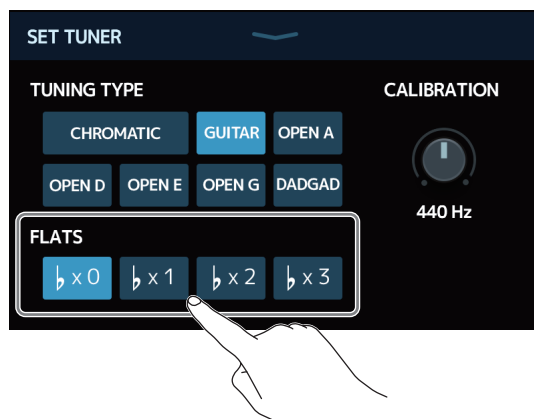 SET TUNER
TUNING TYPE
CALIBRATION
CHROMATIC GUITAR OPEN A
OPEN D OPEN E OPEN G DADGAD
440 Hz
FLATS
♭ x 0 ♭ x 1 ♭ x 2 ♭ x 3